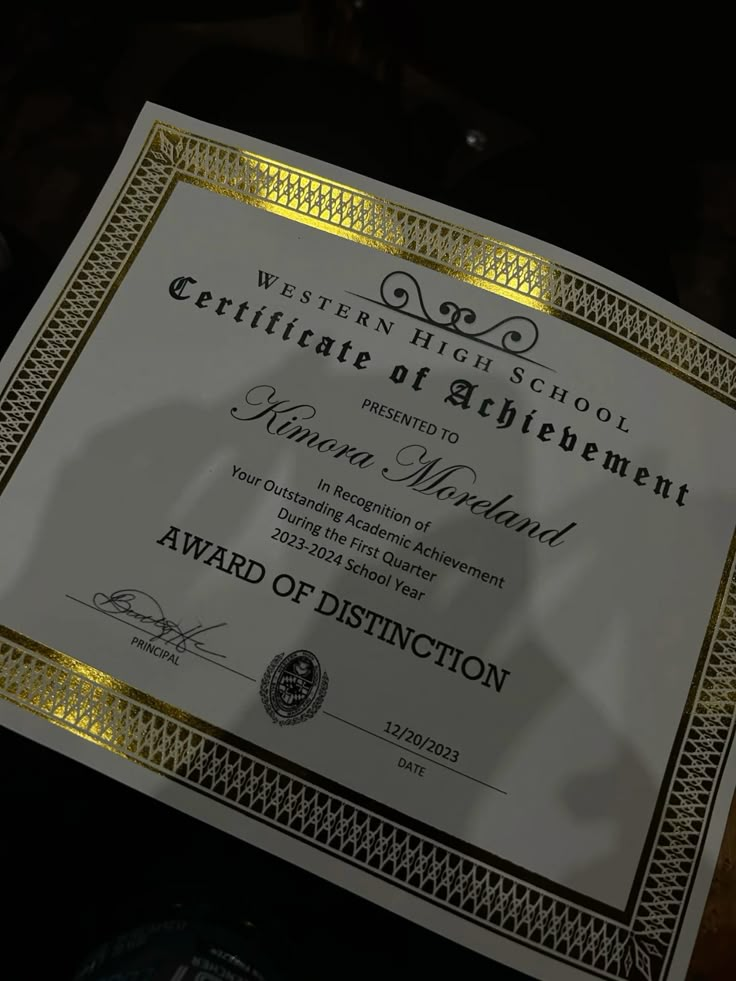 WESTERN HIGH SCHOOL
Certificate of Achievement
PRESENTED TO
Kimora Moreland
In Recognition of
Your Outstanding Academic Achievement
During the First Quarter
2023-2024 School Year
AWARD OF DISTINCTION
PRINCIPAL
12/20/2023
DATE